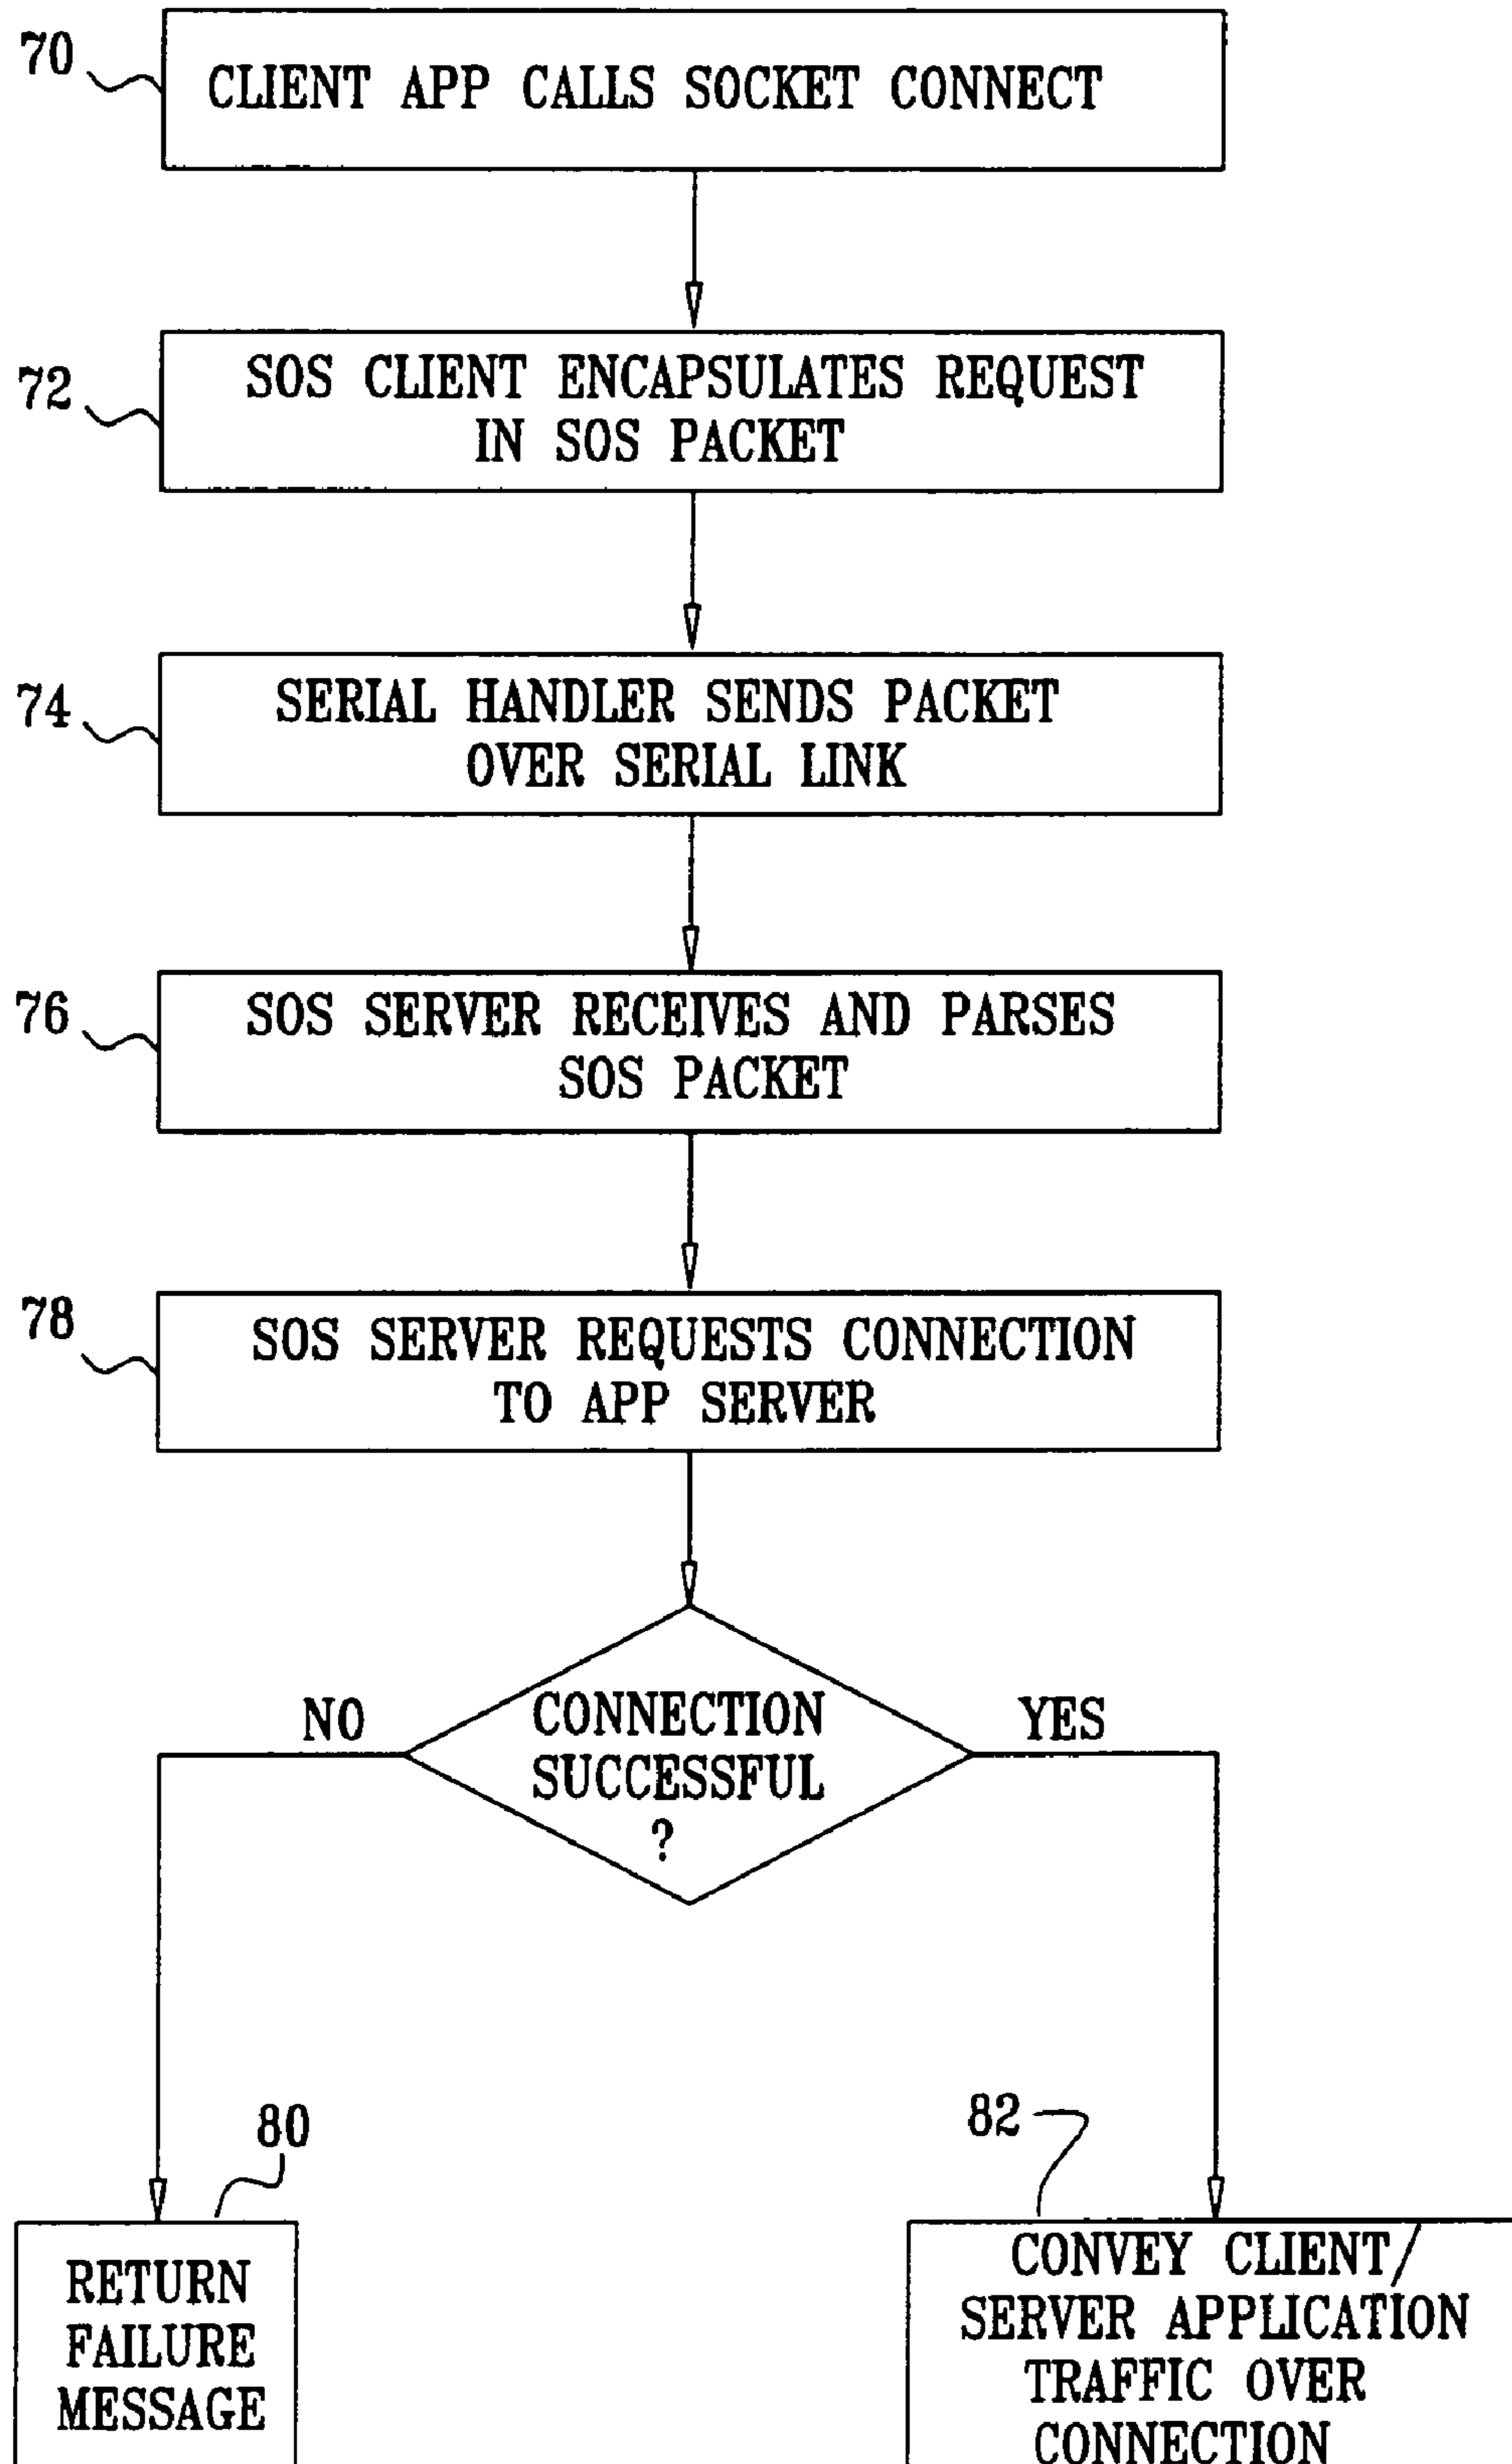 70
CLIENT APP CALLS SOCKET CONNECT
72
SOS CLIENT ENCAPSULATES REQUEST
IN SOS PACKET
74
SERIAL HANDLER SENDS PACKET
OVER SERIAL LINK
76
SOS SERVER RECEIVES AND PARSES
SOS PACKET
78
SOS SERVER REQUESTS CONNECTION
TO APP SERVER
NO
CONNECTION
SUCCESSFUL
?
YES
80
RETURN
FAILURE
MESSAGE
82
CONVEY CLIENT/
SERVER APPLICATION
TRAFFIC OVER
CONNECTION